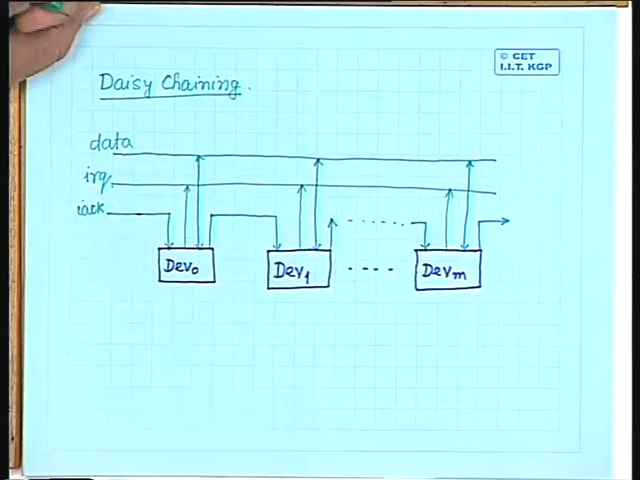 © CET
I.I.T. KGP
Daisy Chaining.
data
irq
iack
Dev0
Dev1
Devm